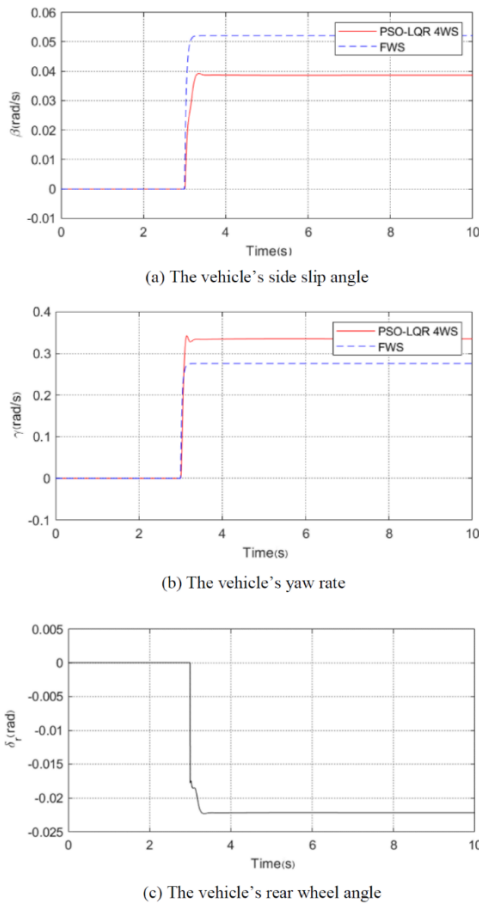 0.06
0.05
0.04
0.03
0.02
0.01
0
-0.01
β(rad/s)
PSO-LQR 4WS
FWS
0 2 4 6 8 10
Time(s)
(a) The vehicle's side slip angle
0.4
0.3
0.2
0.1
0
-0.1
γ(rad/s)
PSO-LQR 4WS
FWS
0 2 4 6 8 10
Time(s)
(b) The vehicle's yaw rate
0.005
0
-0.005
-0.01
-0.015
-0.02
-0.025
δr(rad)
0 2 4 6 8 10
Time(s)
(c) The vehicle's rear wheel angle